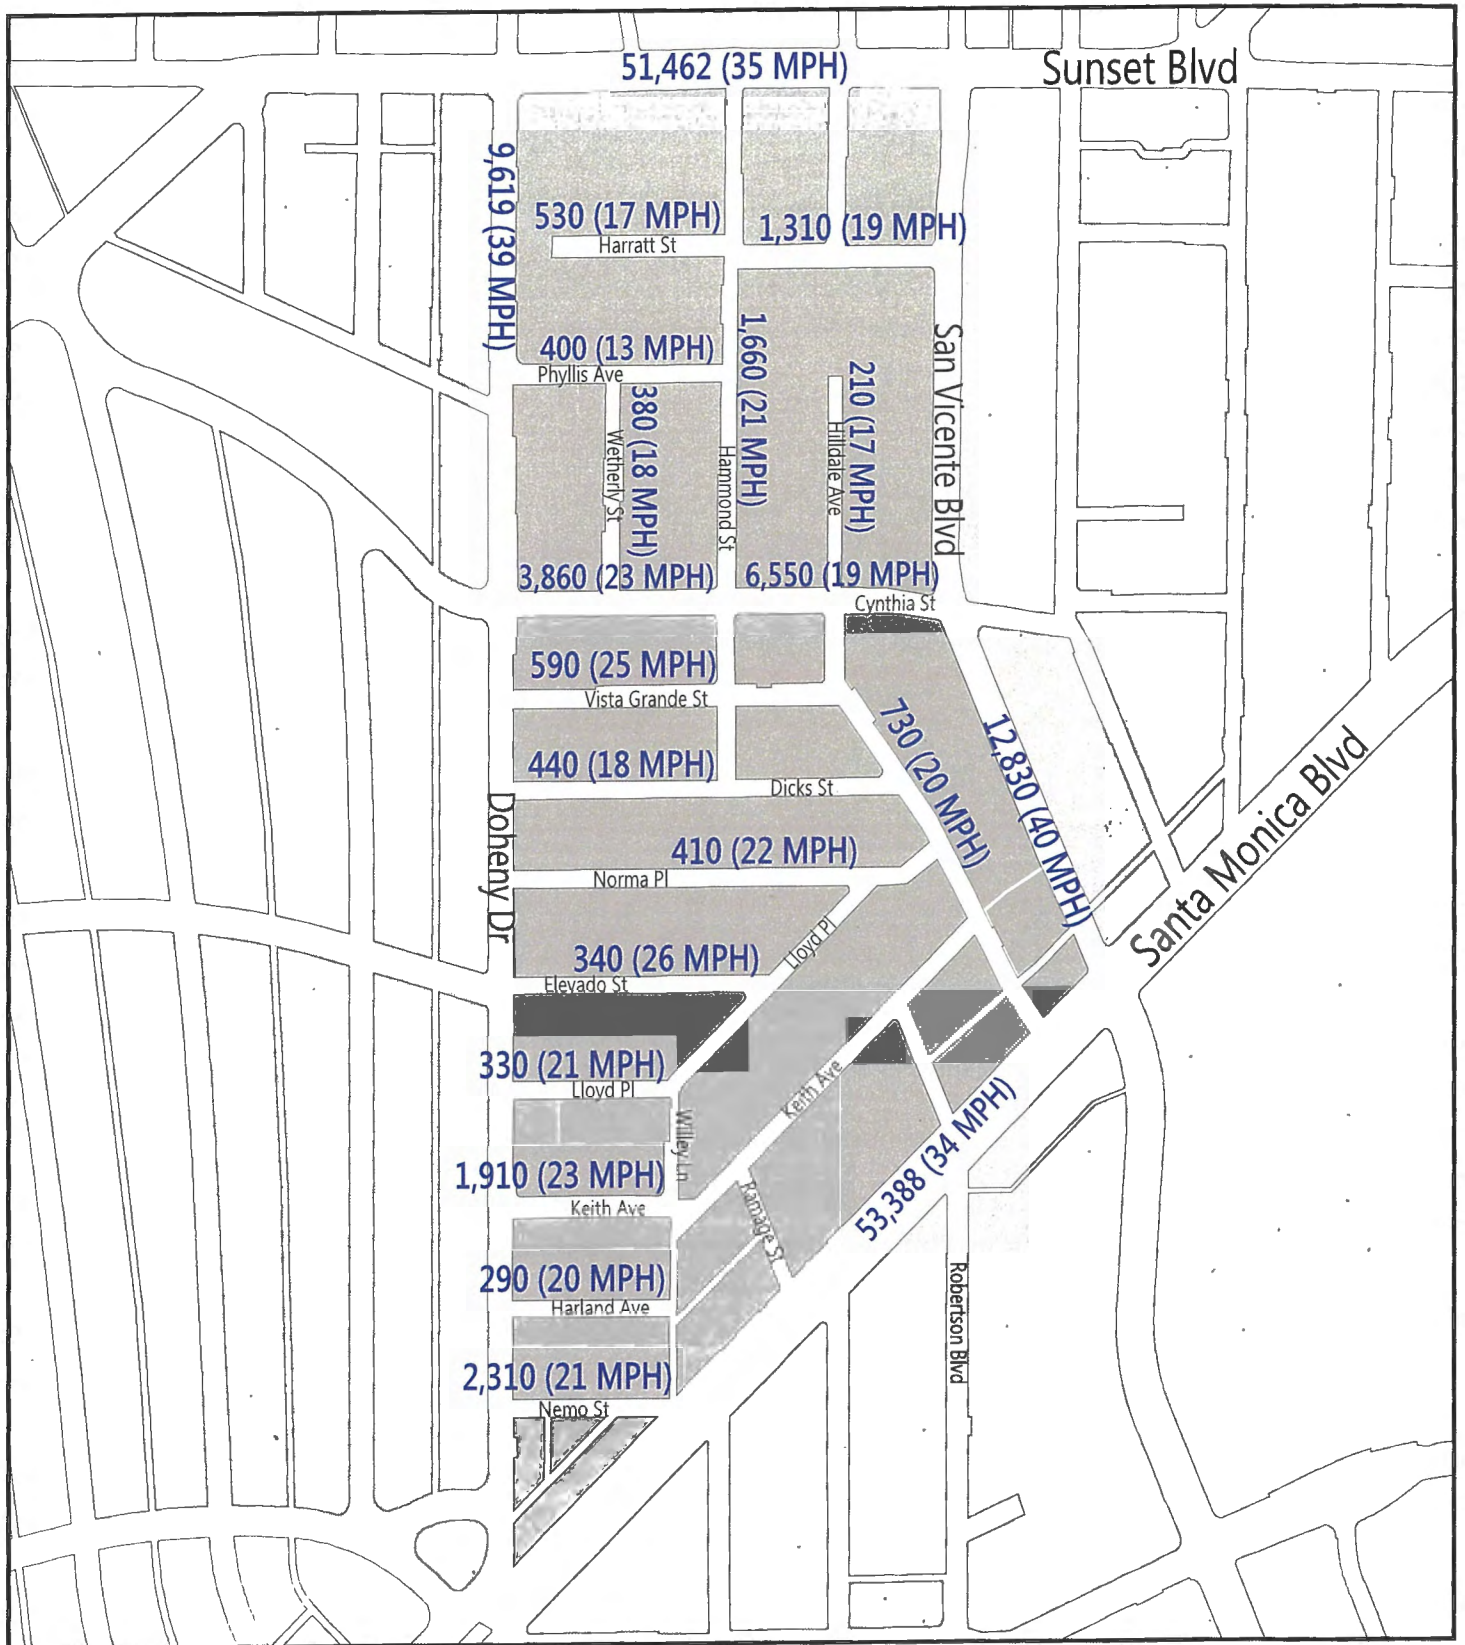 51,462 (35 MPH)
Sunset Blvd
9,619 (39 MPH)
530 (17 MPH)
Harratt St
1,310 (19 MPH)
400 (13 MPH)
Phyllis Ave
380 (18 MPH)
Wetherly St
1,660 (21 MPH)
Hammond St
210 (17 MPH)
Hilldale Ave
San Vicente Blvd
3,860 (23 MPH)
6,550 (19 MPH)
Cynthia St
590 (25 MPH)
Vista Grande St
730 (20 MPH)
12,830 (40 MPH)
440 (18 MPH)
Dicks St
Doheny Dr
410 (22 MPH)
Norma Pl
Santa Monica Blvd
340 (26 MPH)
Lloyd Pl
Elevado St
330 (21 MPH)
Lloyd Pl
Keith Ave
Willey Ln
1,910 (23 MPH)
Keith Ave
Ramage St
53,388 (34 MPH)
290 (20 MPH)
Harland Ave
Robertson Blvd
2,310 (21 MPH)
Nemo St